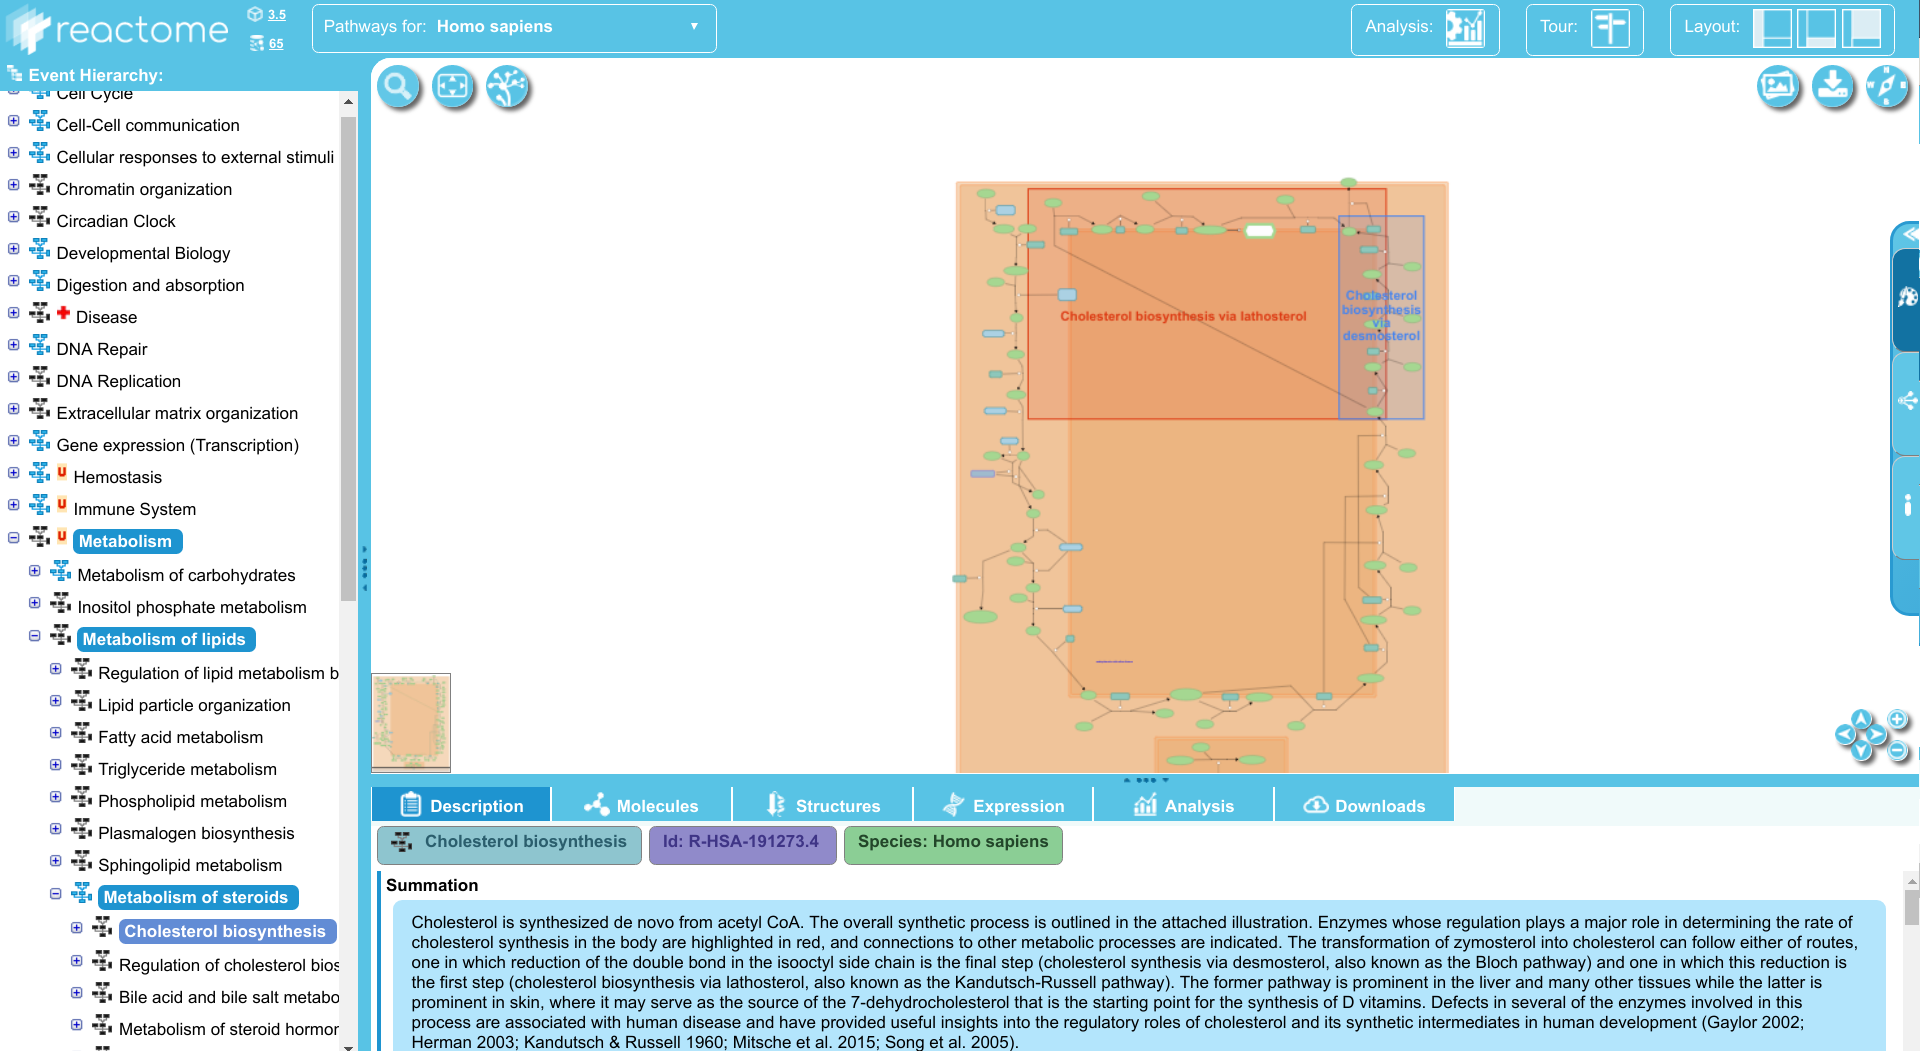 reactome
3.5
65
Pathways for: Homo sapiens
Analysis:
Tour:
Layout:
Event Hierarchy:
Cell Cycle
Cell-Cell communication
Cellular responses to external stimuli
Chromatin organization
Circadian Clock
Developmental Biology
Digestion and absorption
Disease
DNA Repair
DNA Replication
Extracellular matrix organization
Gene expression (Transcription)
U Hemostasis
U Immune System
U Metabolism
Metabolism of carbohydrates
Inositol phosphate metabolism
Metabolism of lipids
Regulation of lipid metabolism b
Lipid particle organization
Fatty acid metabolism
Triglyceride metabolism
Phospholipid metabolism
Plasmalogen biosynthesis
Sphingolipid metabolism
Metabolism of steroids
Cholesterol biosynthesis
Regulation of cholesterol bios
Bile acid and bile salt metabo
Metabolism of steroid hormor
Cholesterol biosynthesis via lathosterol
Cholesterol
biosynthesis
via
desmosterol
Description
Molecules
Structures
Expression
Analysis
Downloads
Cholesterol biosynthesis
Id: R-HSA-191273.4
Species: Homo sapiens
Summation
Cholesterol is synthesized de novo from acetyl CoA. The overall synthetic process is outlined in the attached illustration. Enzymes whose regulation plays a major role in determining the rate of
cholesterol synthesis in the body are highlighted in red, and connections to other metabolic processes are indicated. The transformation of zymosterol into cholesterol can follow either of routes,
one in which reduction of the double bond in the isooctyl side chain is the final step (cholesterol synthesis via desmosterol, also known as the Bloch pathway) and one in which this reduction is
the first step (cholesterol biosynthesis via lathosterol, also known as the Kandutsch-Russell pathway). The former pathway is prominent in the liver and many other tissues while the latter is
prominent in skin, where it may serve as the source of the 7-dehydrocholesterol that is the starting point for the synthesis of D vitamins. Defects in several of the enzymes involved in this
process are associated with human disease and have provided useful insights into the regulatory roles of cholesterol and its synthetic intermediates in human development (Gaylor 2002;
Herman 2003; Kandutsch & Russell 1960; Mitsche et al. 2015; Song et al. 2005).